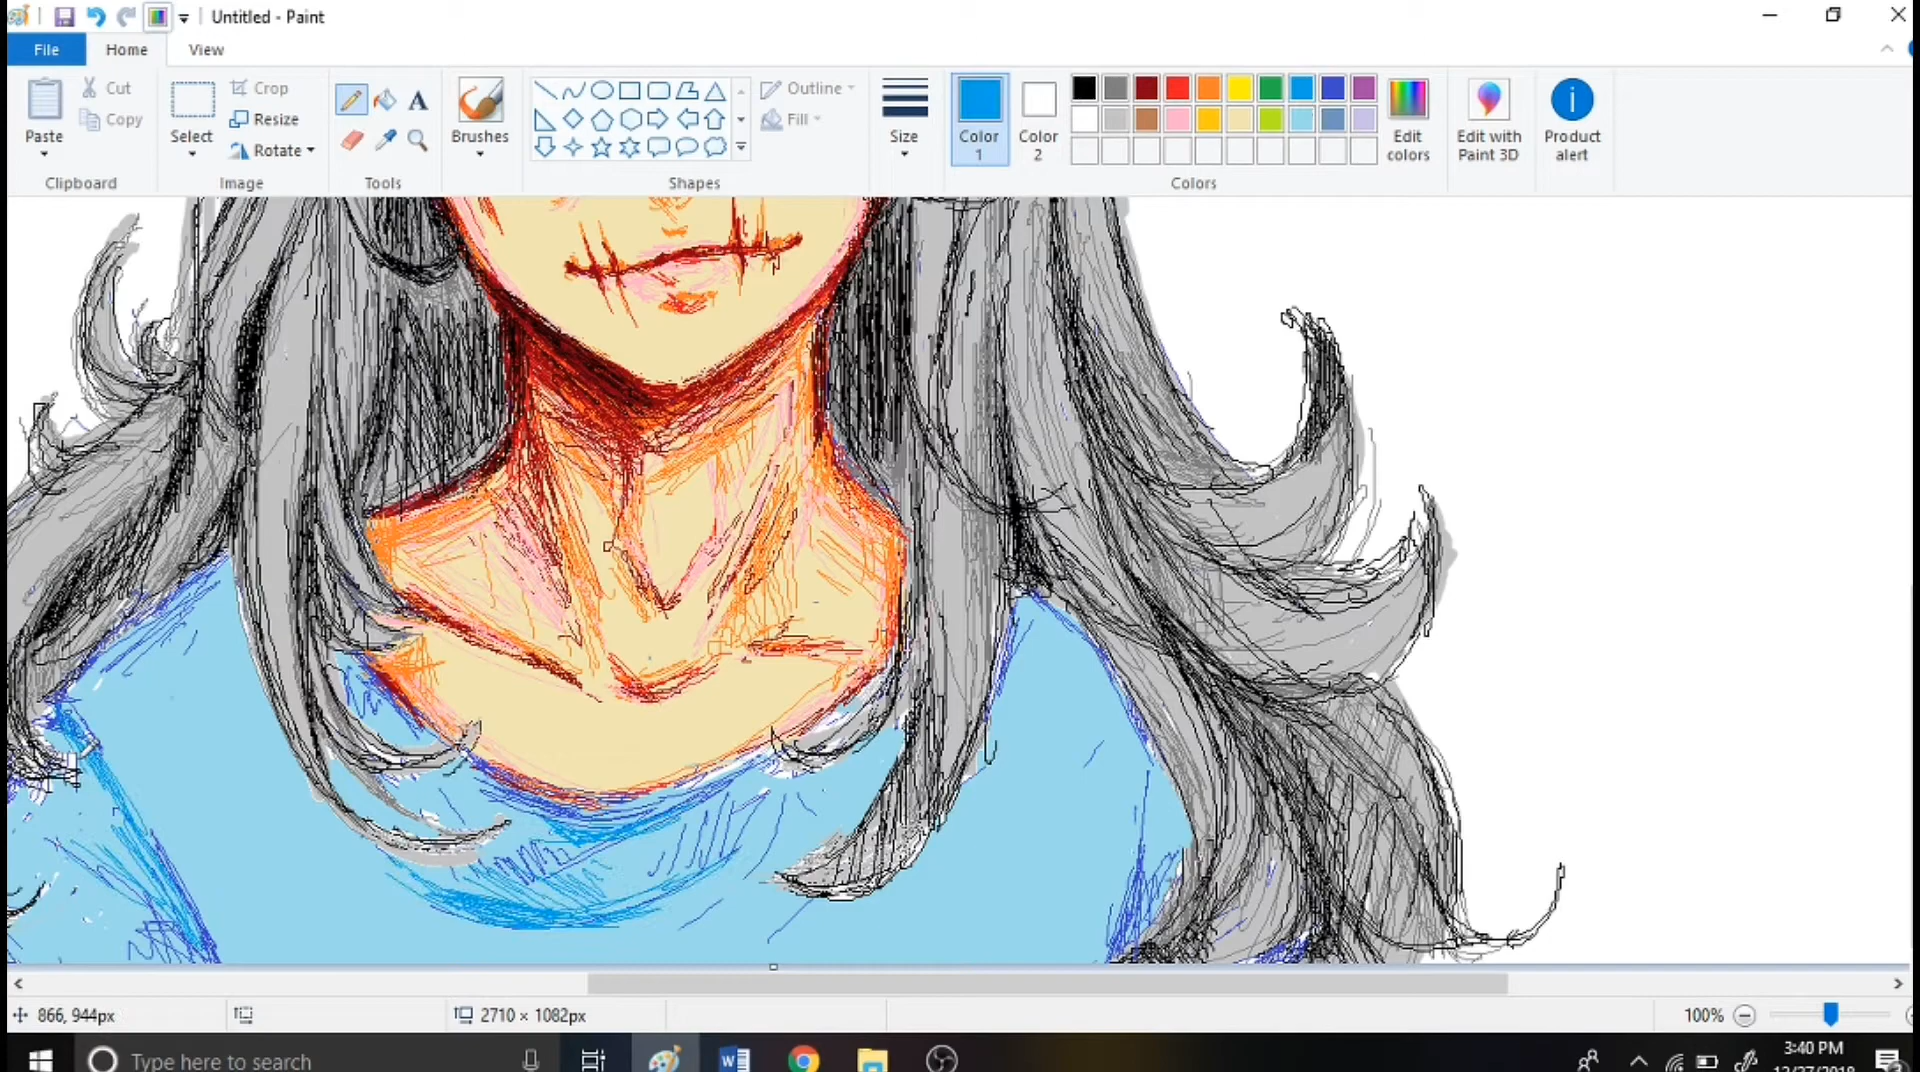 Untitled - Paint
File Home View
Paste
Cut
Copy
Clipboard
Select
Crop
Resize
Rotate
Image
A
Tools
Brushes
Outline
Fill
Shapes
Size
Color 1
Color 2
Edit colors
Colors
Edit with Paint 3D
Product alert
866, 944px
2710 × 1082px
100%
Type here to search
3:40 PM